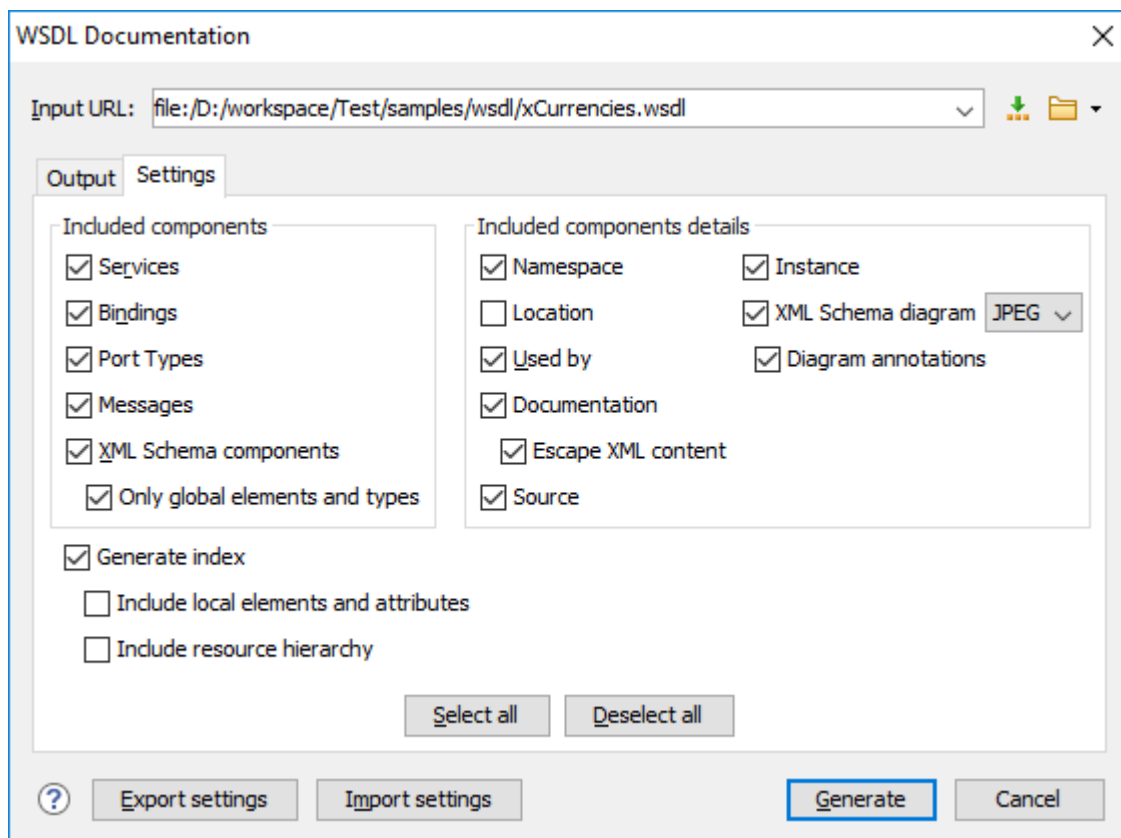 WSDL Documentation
Input URL: file:/D:/workspace/Test/samples/wsdl/xCurrencies.wsdl
Output Settings
Included components
Services
Bindings
Port Types
Messages
XML Schema components
Only global elements and types
Included components details
Namespace
Location
Used by
Documentation
Escape XML content
Source
Instance
XML Schema diagram JPEG
Diagram annotations
Generate index
Include local elements and attributes
Include resource hierarchy
Select all Deselect all
? Export settings Import settings Generate Cancel